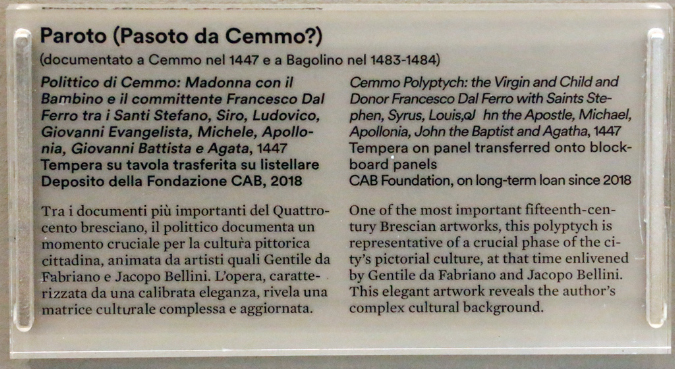 Paroto (Pasoto da Cemmo?)
(documentato a Cemmo nel 1447 e a Bagolino nel 1483-1484)
Polittico di Cemmo: Madonna con il
Bambino e il committente Francesco Dal
Ferro tra i Santi Stefano, Siro, Ludovico,
Giovanni Evangelista, Michele, Apollo-
nia, Giovanni Battista e Agata, 1447
Tempera su tavola trasferita su listellare
Deposito della Fondazione CAB, 2018
Tra i documenti più importanti del Quattro-
cento bresciano, il polittico documenta un
momento cruciale per la cultura pittorica
cittadina, animata da artisti quali Gentile da
Fabriano e Jacopo Bellini. L'opera, caratte-
rizzata da una calibrata eleganza, rivela una
matrice culturale complessa e aggiornata.
Cemmo Polyptych: the Virgin and Child and
Donor Francesco Dal Ferro with Saints Ste-
phen, Syrus, Louis, hn the Apostle, Michael,
Apollonia, John the Baptist and Agatha, 1447
Tempera on panel transferred onto block-
board panels
CAB Foundation, on long-term loan since 2018
One of the most important fifteenth-cen-
tury Brescian artworks, this polyptych is
representative of a crucial phase of the ci-
ty's pictorial culture, at that time enlivened
by Gentile da Fabriano and Jacopo Bellini.
This elegant artwork reveals the author's
complex cultural background.